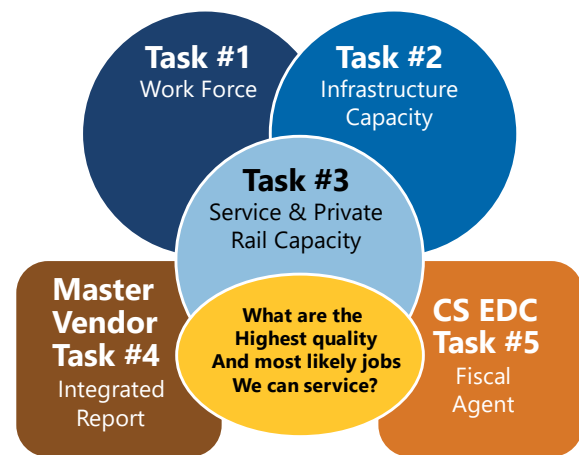 Task #1
Work Force
Task #2
Infrastructure
Capacity
Task #3
Service & Private
Rail Capacity
Master
Vendor
Task #4
Integrated
Report
What are the
Highest quality
And most likely jobs
We can service?
CS EDC
Task #5
Fiscal
Agent